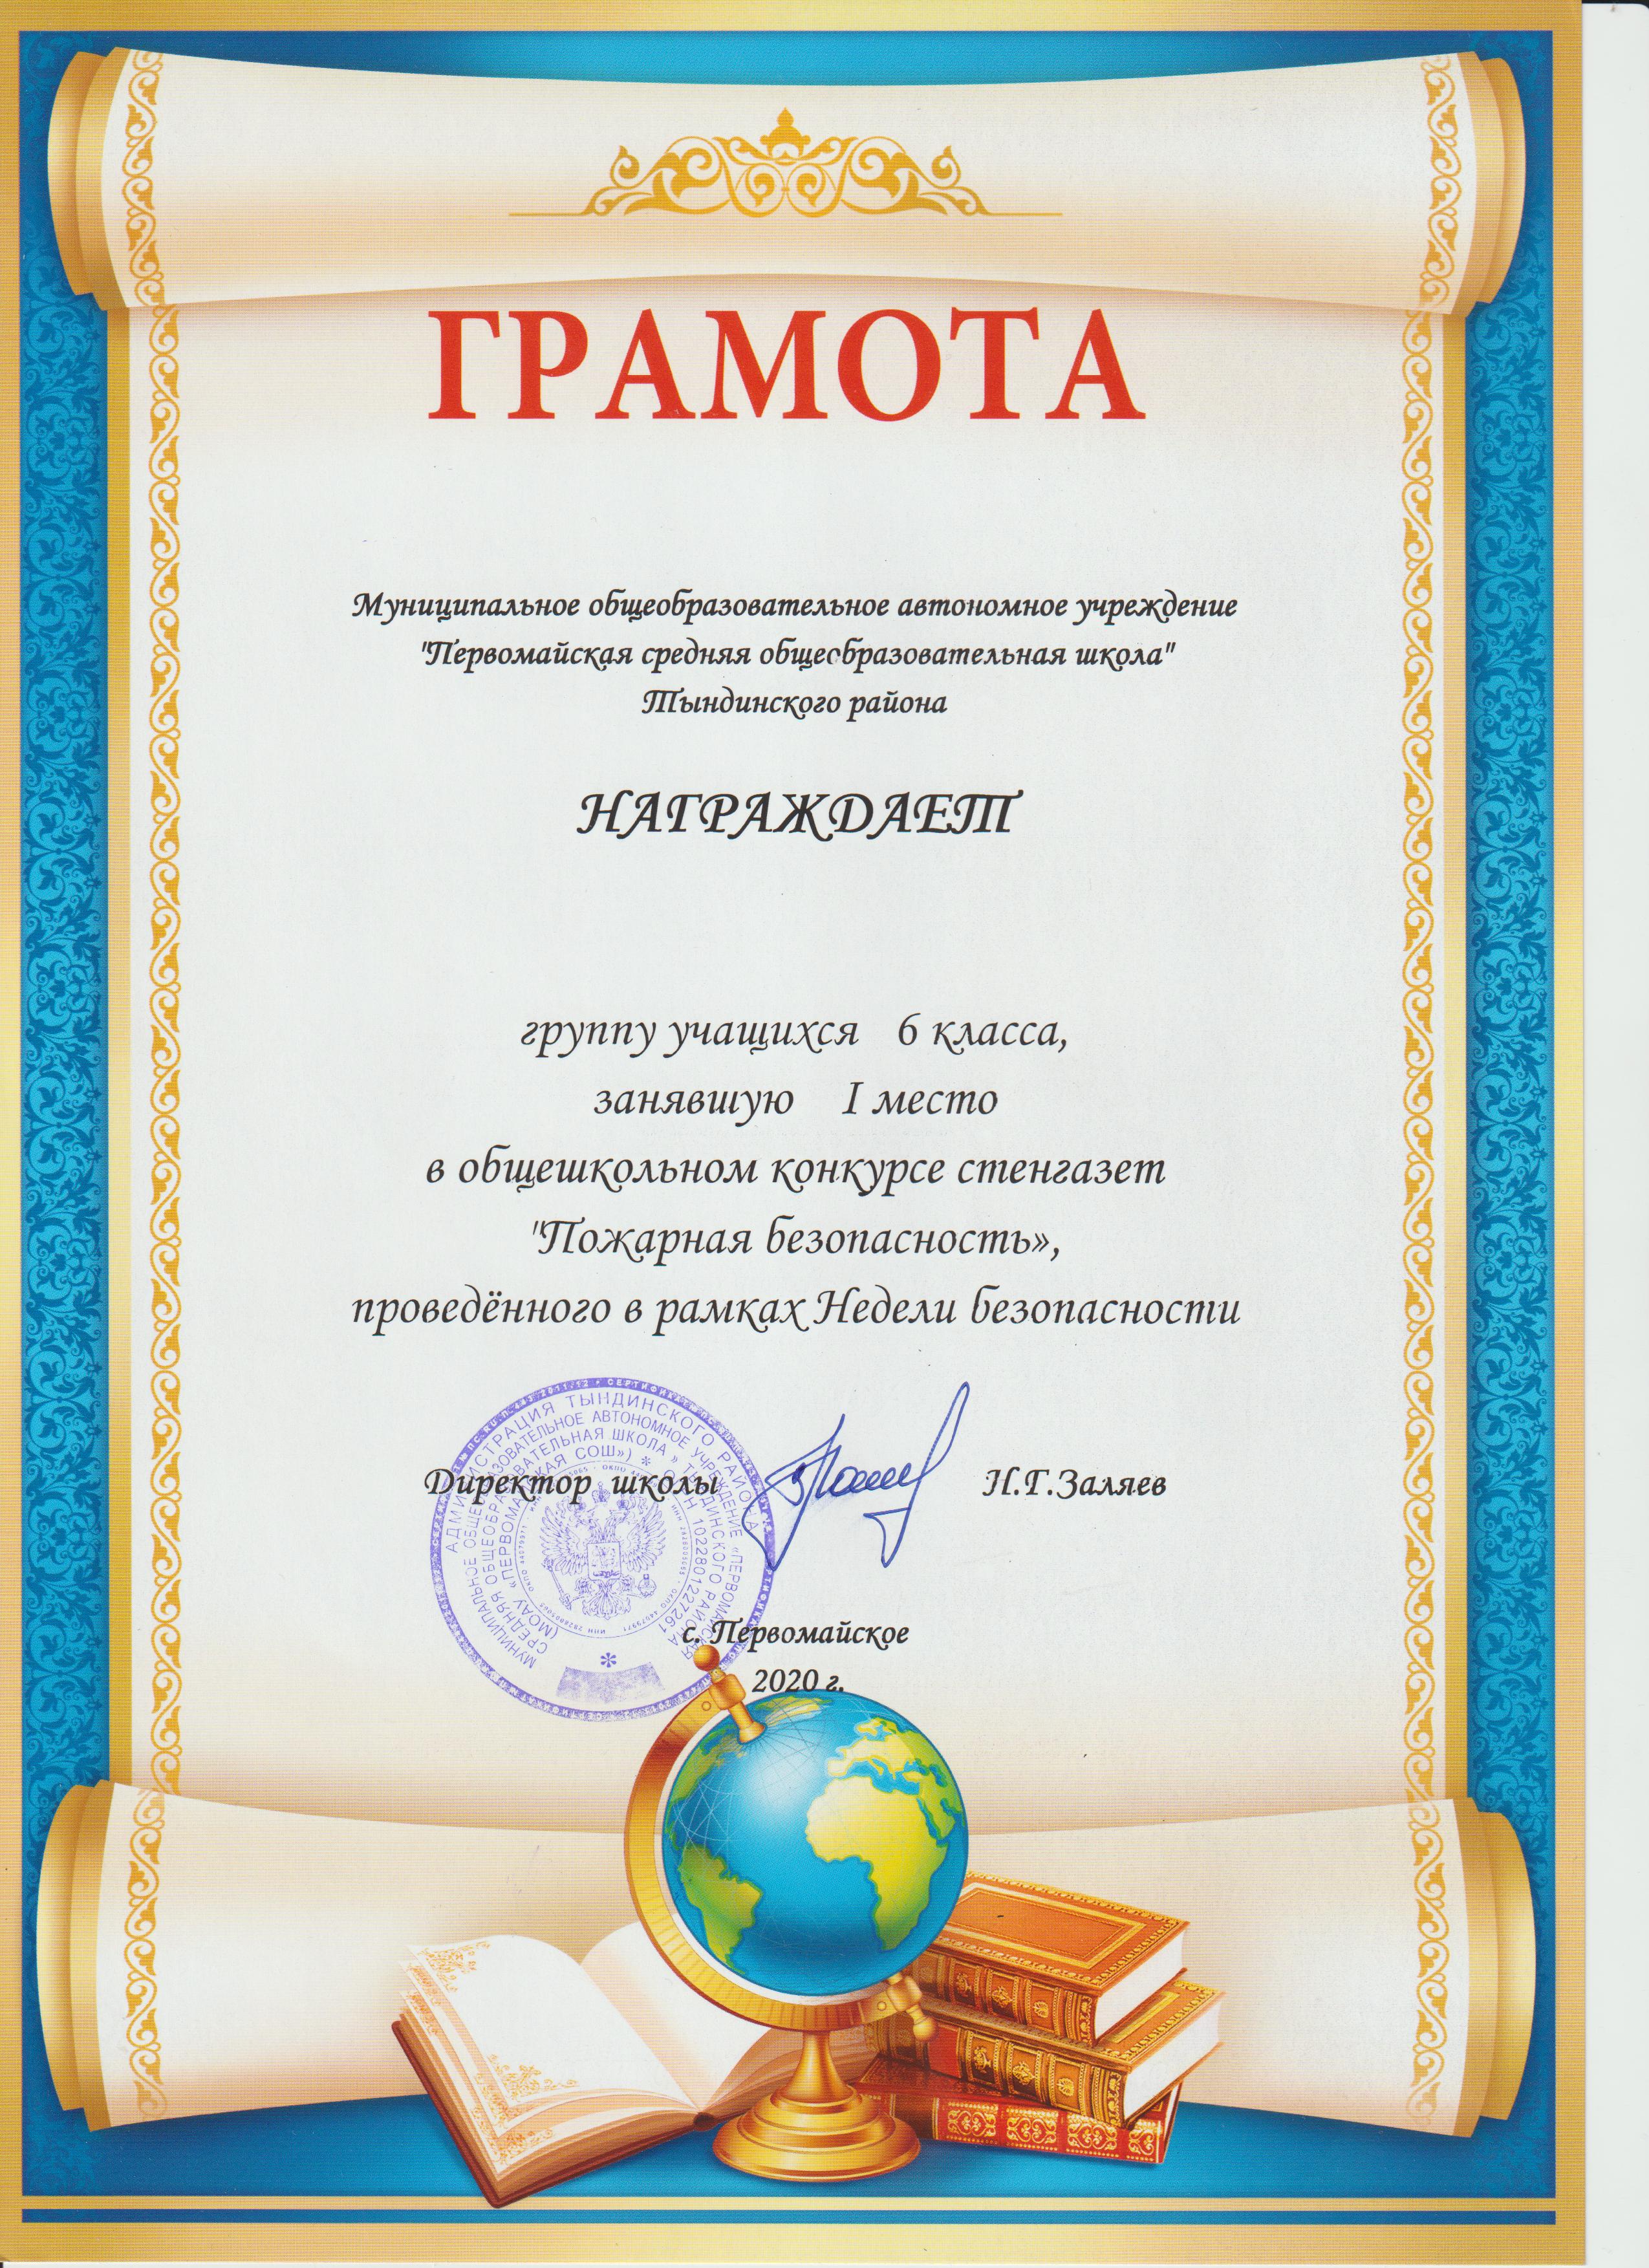 ГРАМОТА
Муниципальное общеобразовательное автономное учреждение
"Первомайская средняя общеобразовательная школа"
Тындинского района
НАГРАЖДАЕТ
группу учащихся 6 класса,
занявшую I место
в общешкольном конкурсе стенгазет
"Пожарная безопасность»,
проведённого в рамках Недели безопасности
АДМИНИСТРАЦИЯ ТЫНДИНСКОГО РАЙОНА
МУНИЦИПАЛЬНОЕ ОБЩЕОБРАЗОВАТЕЛЬНОЕ АВТОНОМНОЕ УЧРЕЖДЕНИЕ «ПЕРВОМАЙСКАЯ
СРЕДНЯЯ ОБЩЕОБРАЗОВАТЕЛЬНАЯ ШКОЛА» ТЫНДИНСКОГО РАЙОНА
(МОАУ «ПЕРВОМАЙСКАЯ СОШ») * ОГРН 1022801227261
Директор школы Н.Г.Заляев
с. Первомайское
2020 г.